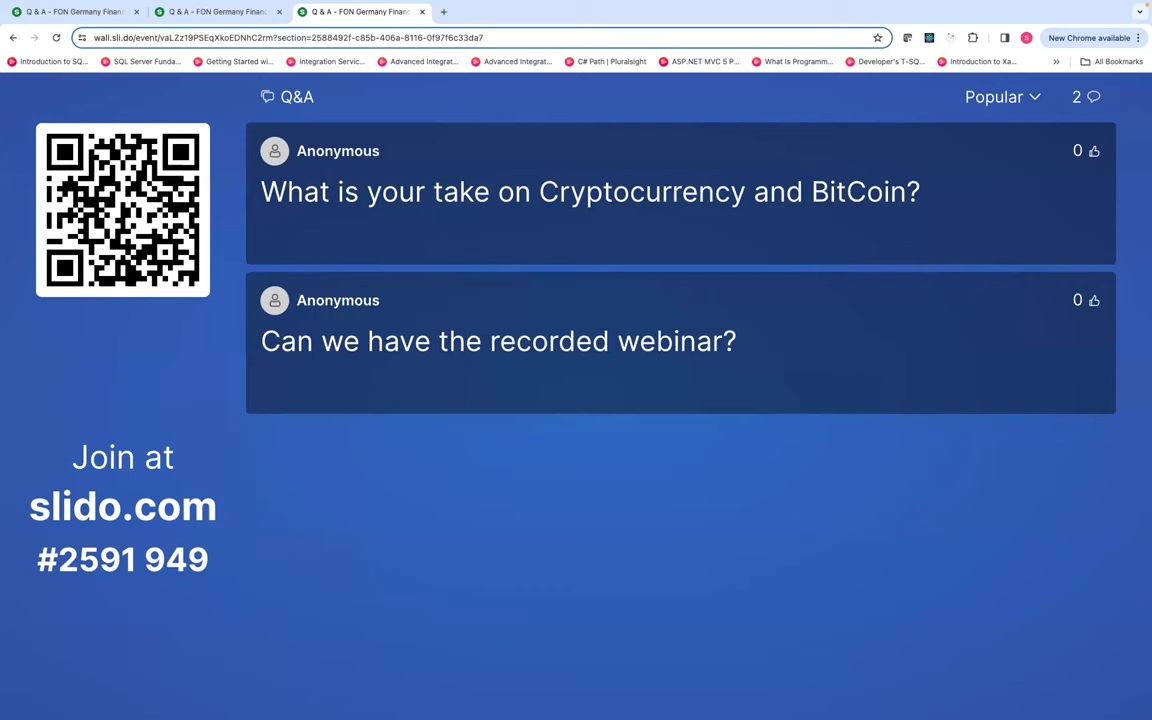 Q & A - FON Germany Financ
Q & A - FON Germany Financ
Q & A - FON Germany Financ
wall.sli.do/event/vaLZz19PSEqXkoEDNhC2rm?section=2588492f-c85b-406a-8116-0f97f6c33da7
New Chrome available
Introduction to SQ...
SQL Server Funda...
Getting Started wi...
Integration Servic...
Advanced Integrat...
Advanced Integrat...
C# Path | Pluralsight
ASP.NET MVC 5 P...
What Is Programm...
Developer's T-SQ...
Introduction to Xa...
All Bookmarks
Q&A
Popular
2
Anonymous
0
What is your take on Cryptocurrency and BitCoin?
Anonymous
0
Can we have the recorded webinar?
Join at
slido.com
#2591 949